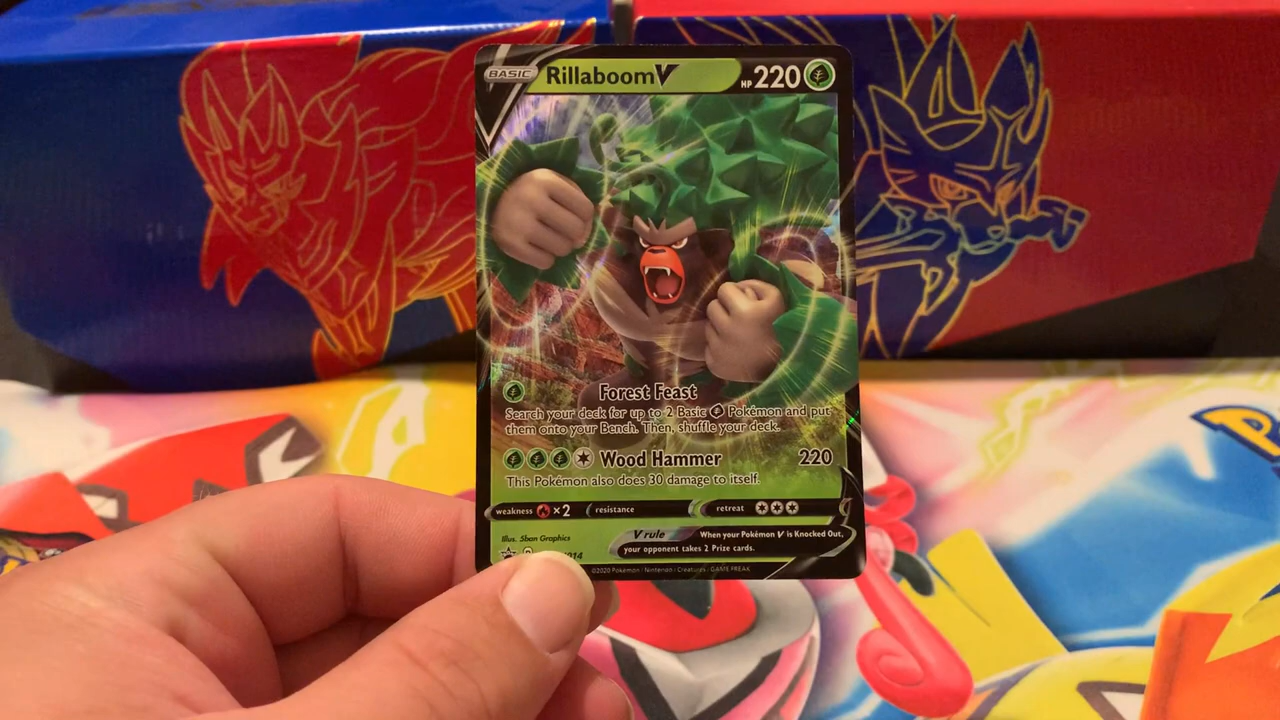 BASIC RillaboomV HP 220
Forest Feast
Search your deck for up to 2 Basic Pokémon and put
them onto your Bench. Then, shuffle your deck.
Wood Hammer 220
This Pokémon also does 30 damage to itself.
weakness ×2 resistance retreat
Illus. 5ban Graphics
V rule When your Pokémon V is Knocked Out,
your opponent takes 2 Prize cards.
014
©2020 Pokémon / Nintendo / Creatures / GAME FREAK